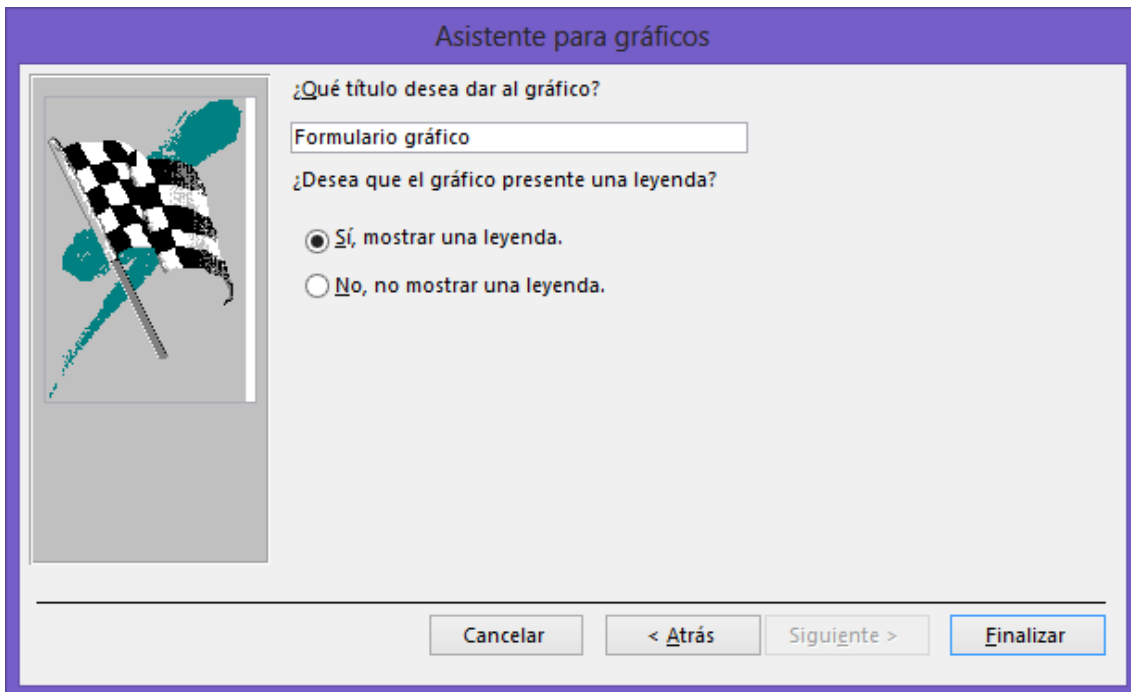 Asistente para gráficos
¿Qué título desea dar al gráfico?
Formulario gráfico
¿Desea que el gráfico presente una leyenda?
Sí, mostrar una leyenda.
No, no mostrar una leyenda.
Cancelar
< Atrás
Siguiente >
Finalizar